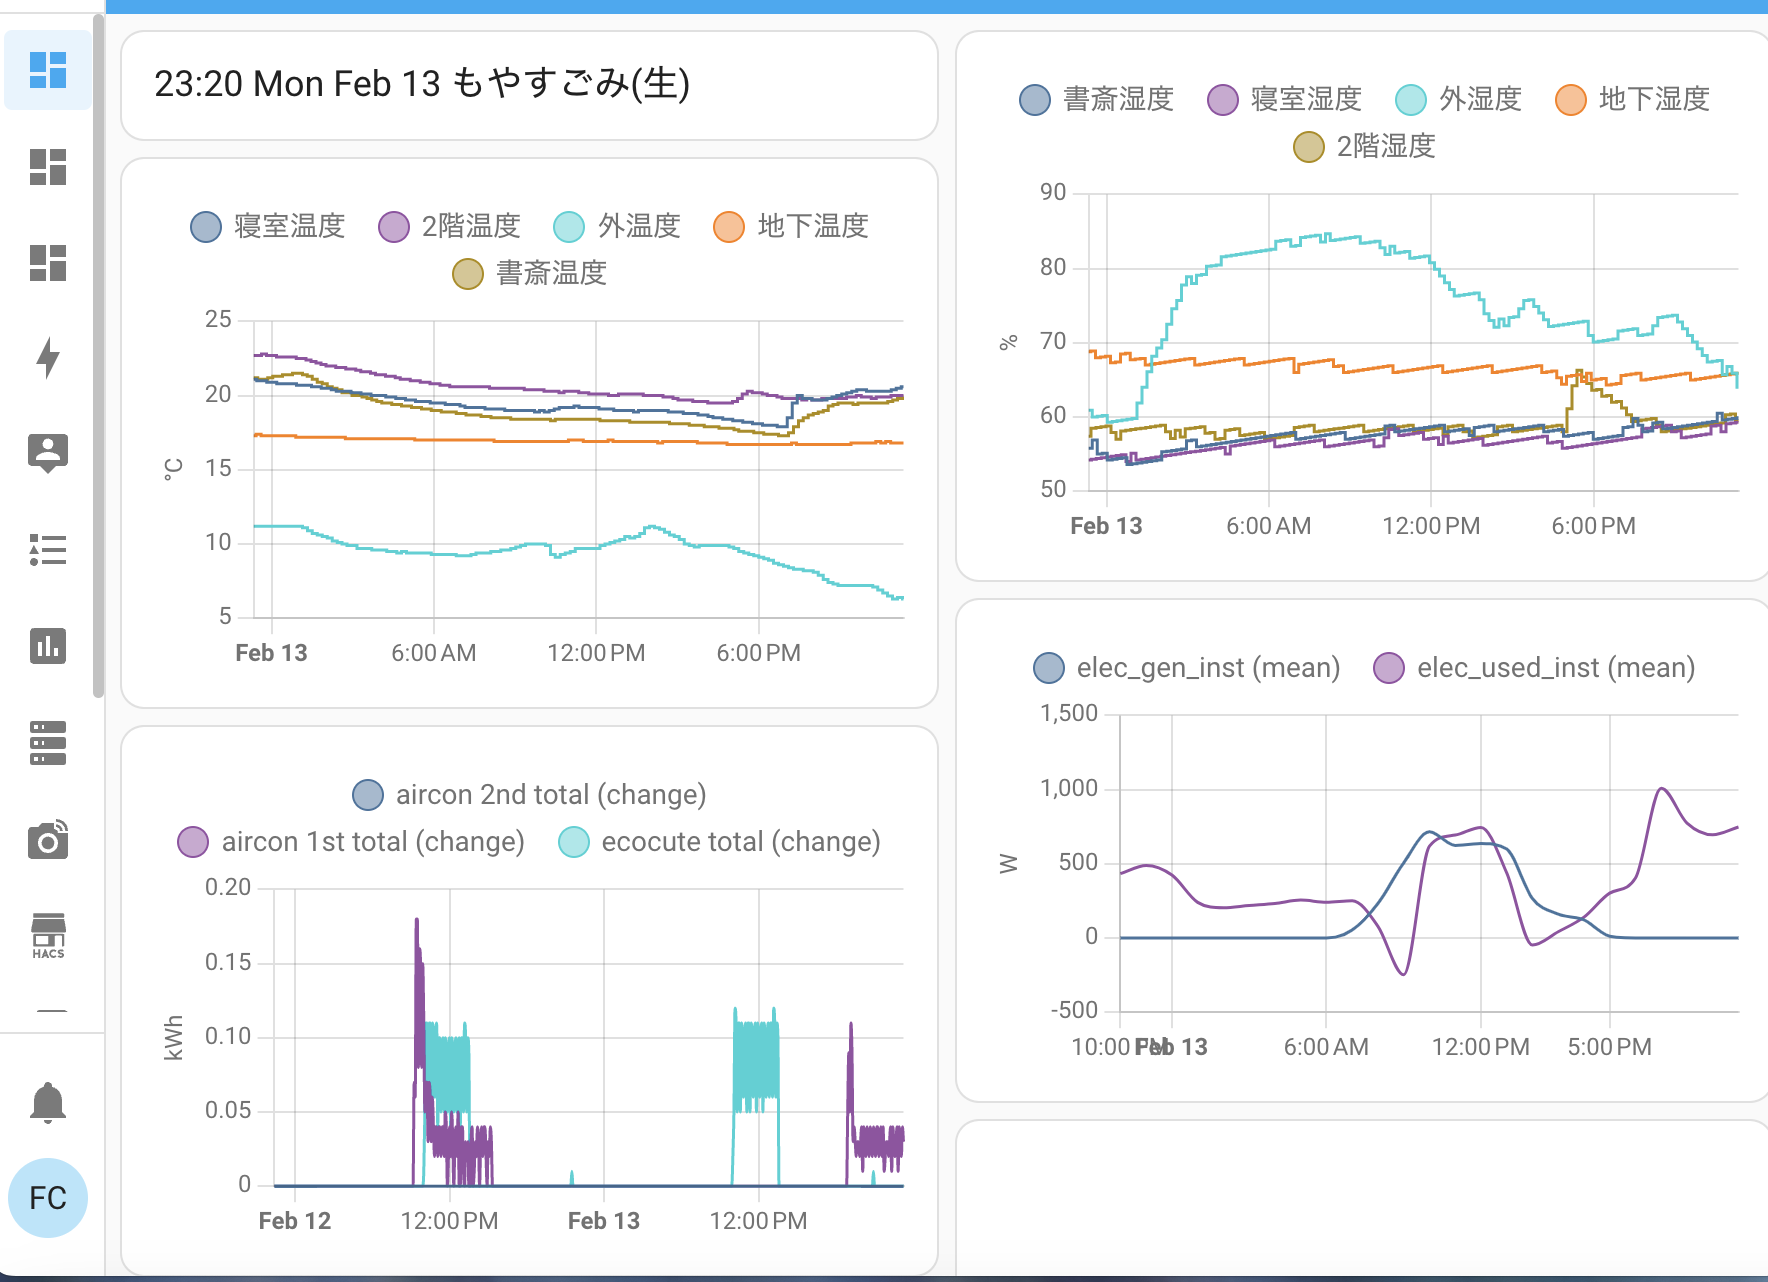 23:20 Mon Feb 13 もやすごみ(生)
寝室温度 2階温度 外温度 地下温度
書斎温度
°C
25
20
15
10
5
Feb 13 6:00 AM 12:00 PM 6:00 PM
aircon 2nd total (change)
aircon 1st total (change) ecocute total (change)
kWh
0.20
0.15
0.10
0.05
0
Feb 12 12:00 PM Feb 13 12:00 PM
書斎湿度 寝室湿度 外湿度 地下湿度
2階湿度
%
90
80
70
60
50
Feb 13 6:00 AM 12:00 PM 6:00 PM
elec_gen_inst (mean) elec_used_inst (mean)
W
1,500
1,000
500
0
-500
10:00 PM Feb 13 6:00 AM 12:00 PM 5:00 PM
HACS
FC